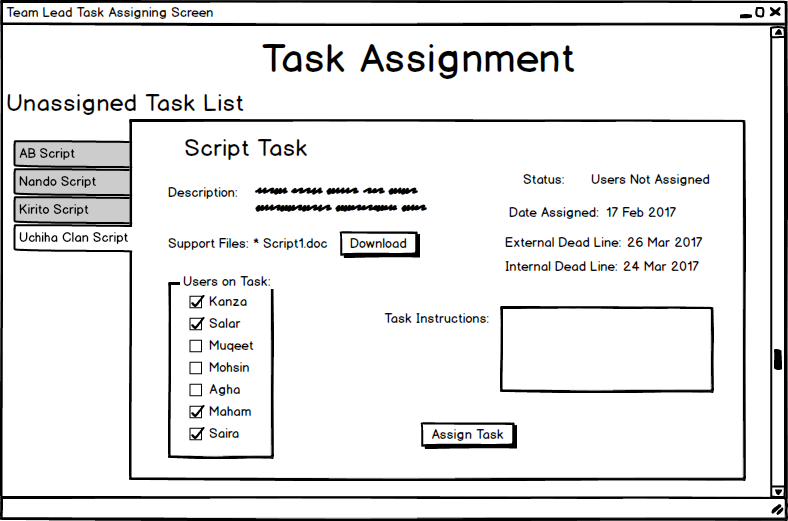 Team Lead Task Assigning Screen
Task Assignment
Unassigned Task List
AB Script
Nando Script
Kirito Script
Uchiha Clan Script
Script Task
Description:
Support Files: * Script1.doc Download
Users on Task:
Kanza
Salar
Muqeet
Mohsin
Agha
Maham
Saira
Status: Users Not Assigned
Date Assigned: 17 Feb 2017
External Dead Line: 26 Mar 2017
Internal Dead Line: 24 Mar 2017
Task Instructions:
Assign Task